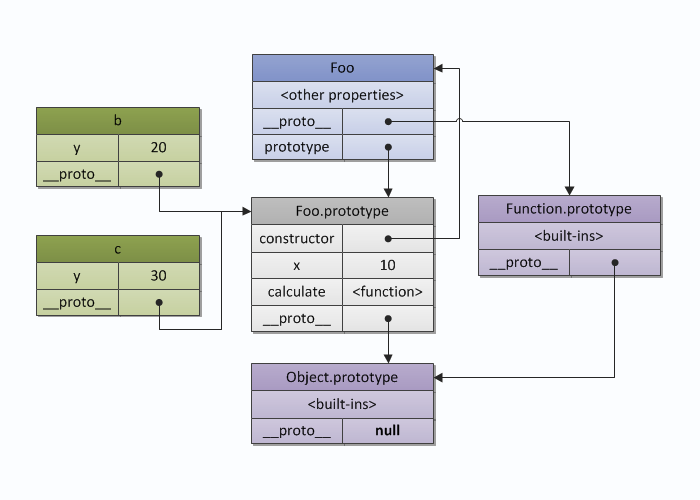 Foo
<other properties>
__proto__
prototype
b
y 20
__proto__
Foo.prototype
constructor
x 10
calculate <function>
__proto__
Function.prototype
<built-ins>
__proto__
c
y 30
__proto__
Object.prototype
<built-ins>
__proto__ null